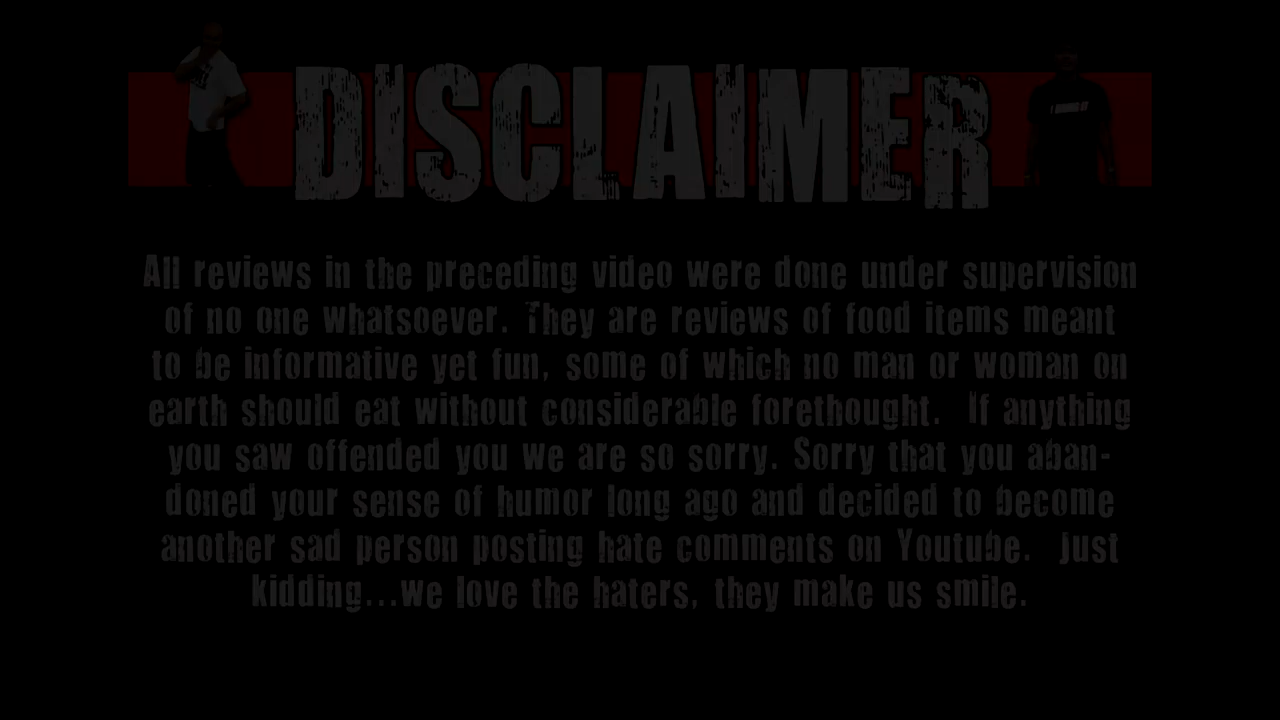 DISCLAIMER
All reviews in the preceding video were done under supervision
of no one whatsoever. They are reviews of food items meant
to be informative yet fun, some of which no man or woman on
earth should eat without considerable forethought. If anything
you saw offended you we are so sorry. Sorry that you aban-
doned your sense of humor long ago and decided to become
another sad person posting hate comments on Youtube. Just
kidding...we love the haters, they make us smile.